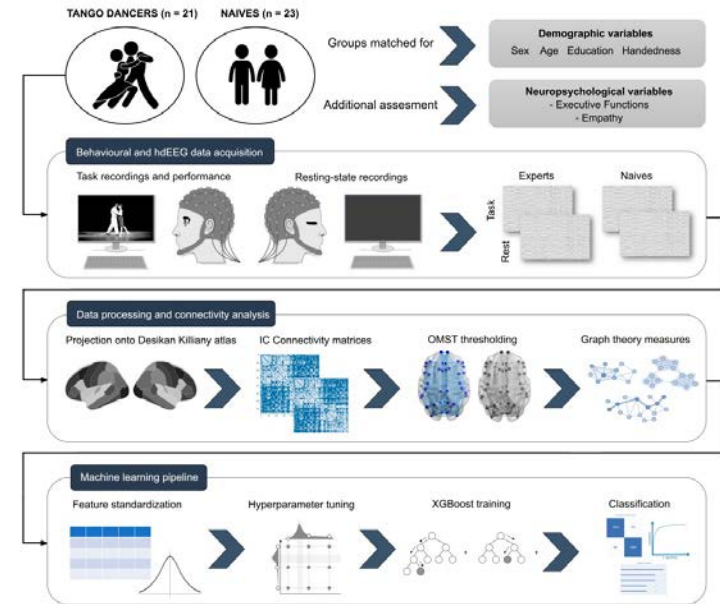 TANGO DANCERS (n = 21)
NAIVES (n = 23)
Groups matched for
Demographic variables
Sex Age Education Handedness
Additional assesment
Neuropsychological variables
- Executive Functions
- Empathy
Behavioural and hdEEG data acquisition
Task recordings and performance
Resting-state recordings
Experts
Naives
Task
Rest
Data processing and connectivity analysis
Projection onto Desikan Killiany atlas
IC Connectivity matrices
OMST thresholding
Graph theory measures
Machine learning pipeline
Feature standardization
Hyperparameter tuning
XGBoost training
Classification